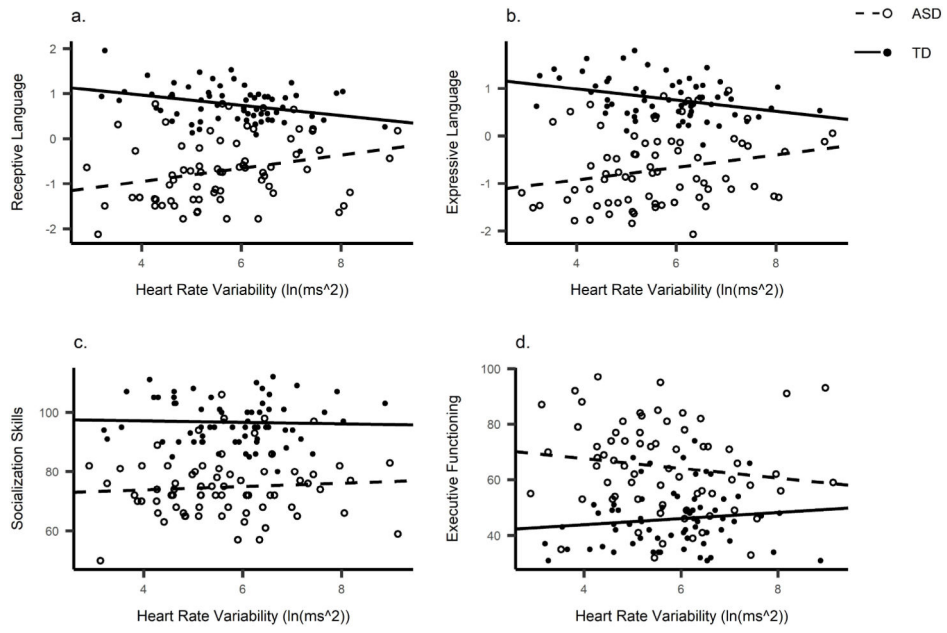 a.
b.
ASD
TD
2
1
0
-1
-2
Receptive Language
4
6
8
Heart Rate Variability (ln(ms^2))
1
0
-1
-2
Expressive Language
4
6
8
Heart Rate Variability (ln(ms^2))
c.
d.
100
80
60
Socialization Skills
4
6
8
Heart Rate Variability (ln(ms^2))
100
80
60
40
Executive Functioning
4
6
8
Heart Rate Variability (ln(ms^2))